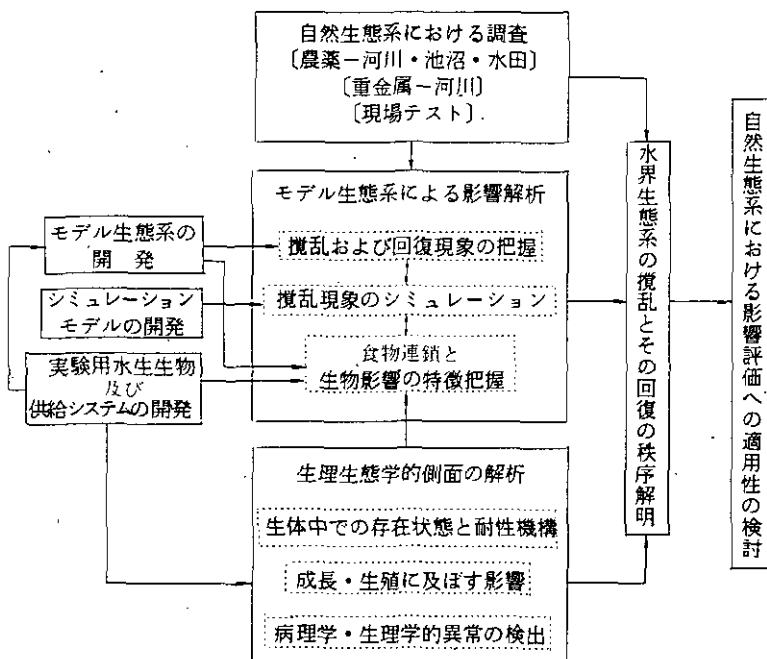 自然生態系における調査
〔農薬－河川・池沼・水田〕
〔重金属－河川〕
〔現場テスト〕.
モデル生態系による影響解析
攪乱および回復現象の把握
攪乱現象のシミュレーション
食物連鎖と
生物影響の特徴把握
モデル生態系の
開発
シミュレーション
モデルの開発
実験用水生生物
及び
供給システムの開発
生理生態学的側面の解析
生体中での存在状態と耐性機構
成長・生殖に及ぼす影響
病理学・生理学的異常の検出
水界生態系の攪乱とその回復の秩序解明
自然生態系における影響評価への適用性の検討